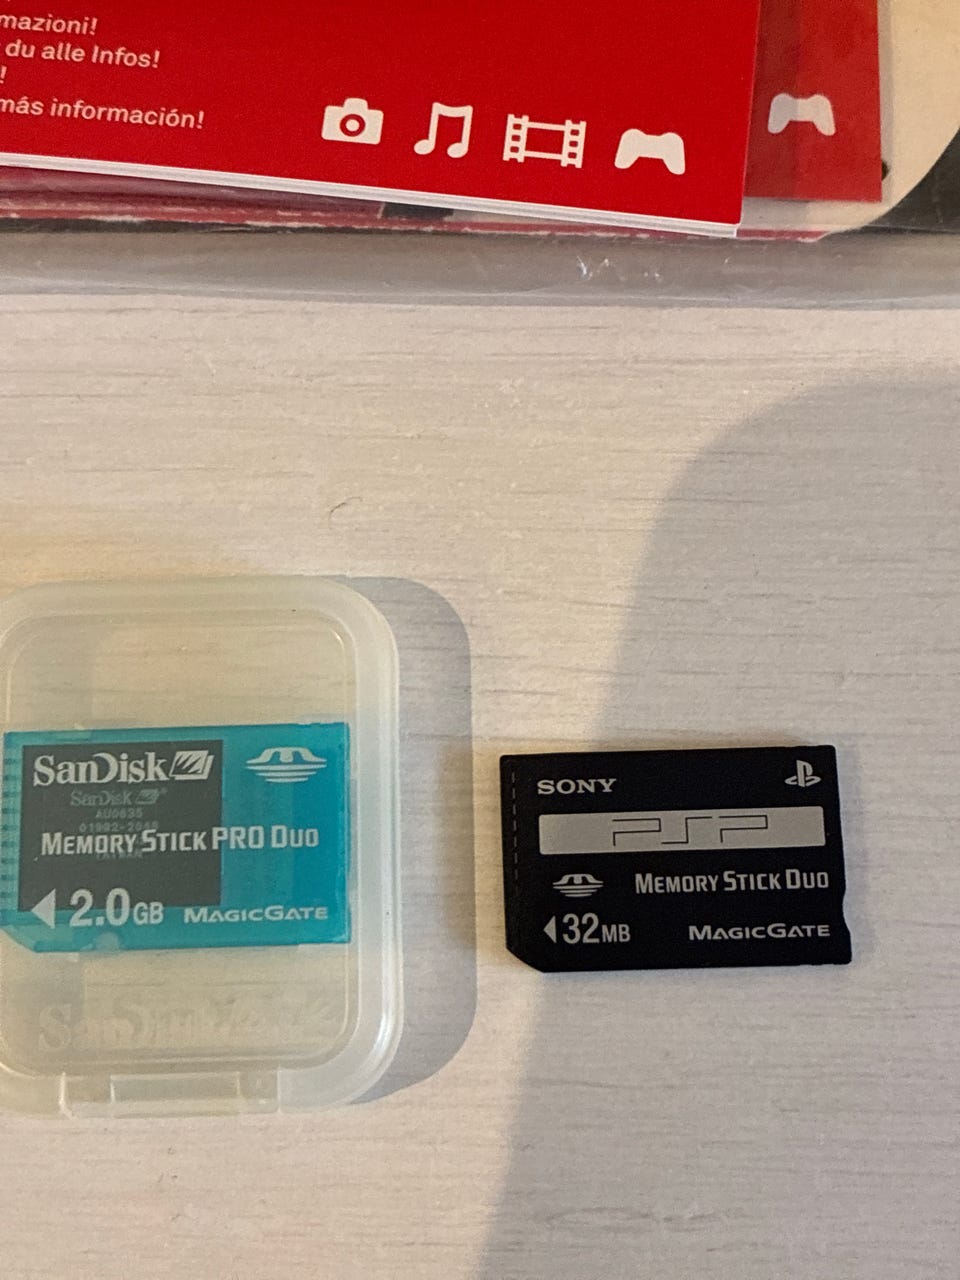 mazioni!
du alle Infos!
!
más información!
SanDisk
SanDisk
MEMORY STICK PRO DUO
2.0GB MAGICGATE
SanDisk
SONY
PSP
MEMORY STICK DUO
32MB MAGICGATE